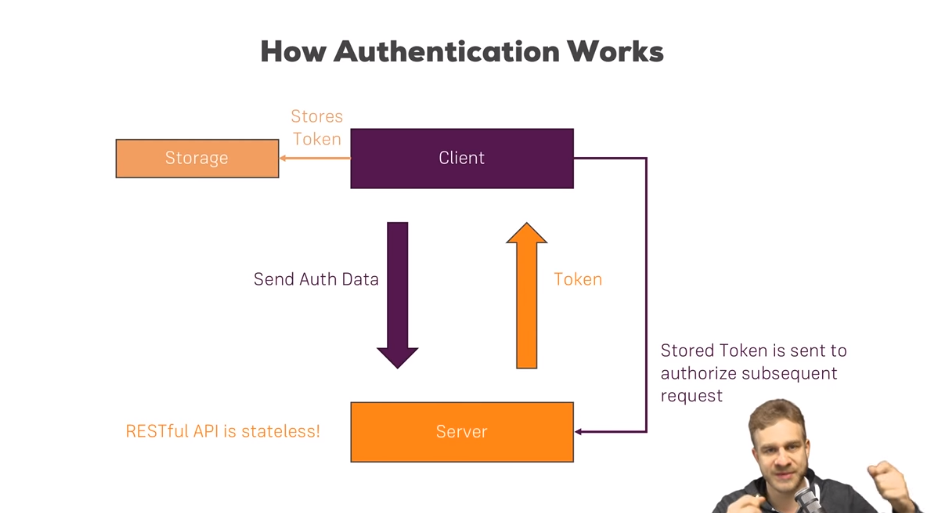 How Authentication Works
Stores
Token
Storage
Client
Send Auth Data
Token
Stored Token is sent to
authorize subsequent
request
RESTful API is stateless!
Server